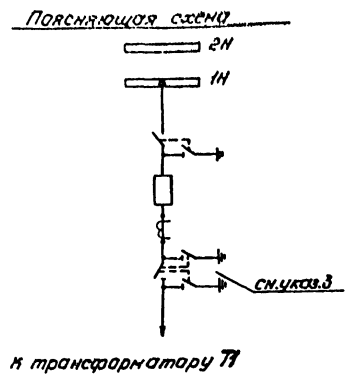 Поясняющая схема
2Н
1Н
см.указ.3
к трансформатору Т1